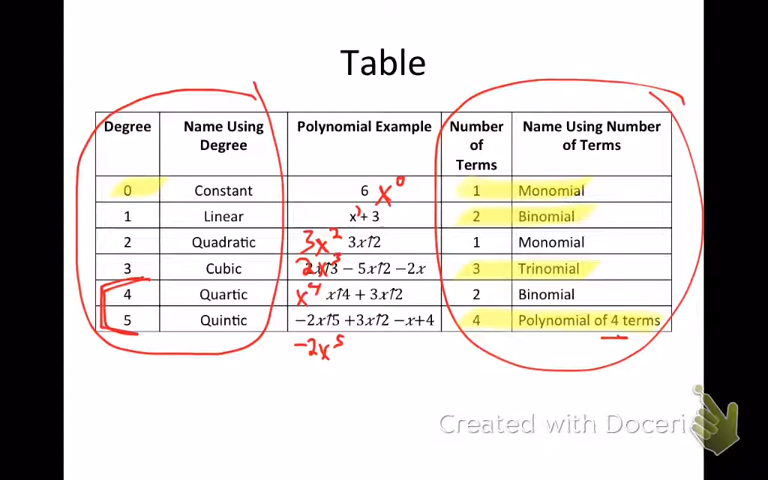 Table
Degree Name Using Degree Polynomial Example Number of Terms Name Using Number of Terms
0 Constant 6 x⁰ 1 Monomial
1 Linear x¹ + 3 2 Binomial
2 Quadratic 3x² 3x↑2 1 Monomial
3 Cubic 2x³ 2x↑3 − 5x↑2 −2x 3 Trinomial
4 Quartic x⁴ x↑4 + 3x↑2 2 Binomial
5 Quintic −2x↑5 +3x↑2 −x+4 4 Polynomial of 4 terms
-2x⁵
Created with Doceri